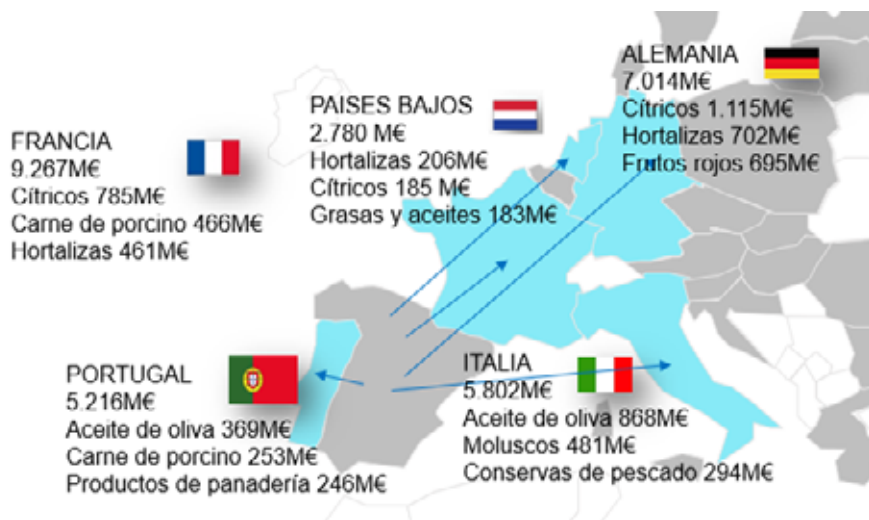 FRANCIA
9.267M€
Cítricos 785M€
Carne de porcino 466M€
Hortalizas 461M€
PAISES BAJOS
2.780 M€
Hortalizas 206M€
Cítricos 185 M€
Grasas y aceites 183M€
ALEMANIA
7.014M€
Cítricos 1.115M€
Hortalizas 702M€
Frutos rojos 695M€
PORTUGAL
5.216M€
Aceite de oliva 369M€
Carne de porcino 253M€
Productos de panadería 246M€
ITALIA
5.802M€
Aceite de oliva 868M€
Moluscos 481M€
Conservas de pescado 294M€